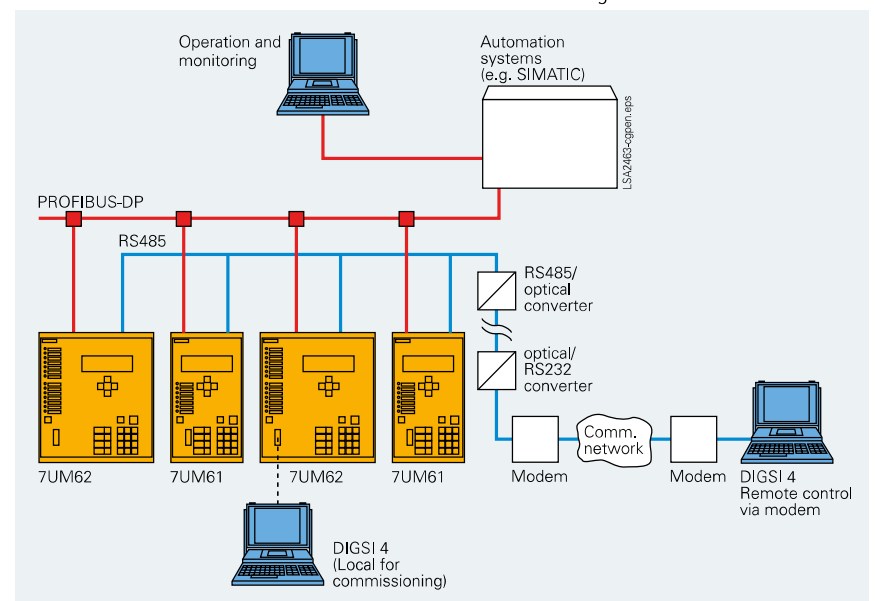 Operation and
monitoring
Automation
systems
(e.g. SIMATIC)
LSA2463-cgpen.eps
PROFIBUS-DP
RS485
RS485/
optical
converter
optical/
RS232
converter
Comm.
network
7UM62
7UM61
7UM62
7UM61
Modem
Modem
DIGSI 4
Remote control
via modem
DIGSI 4
(Local for
commissioning)